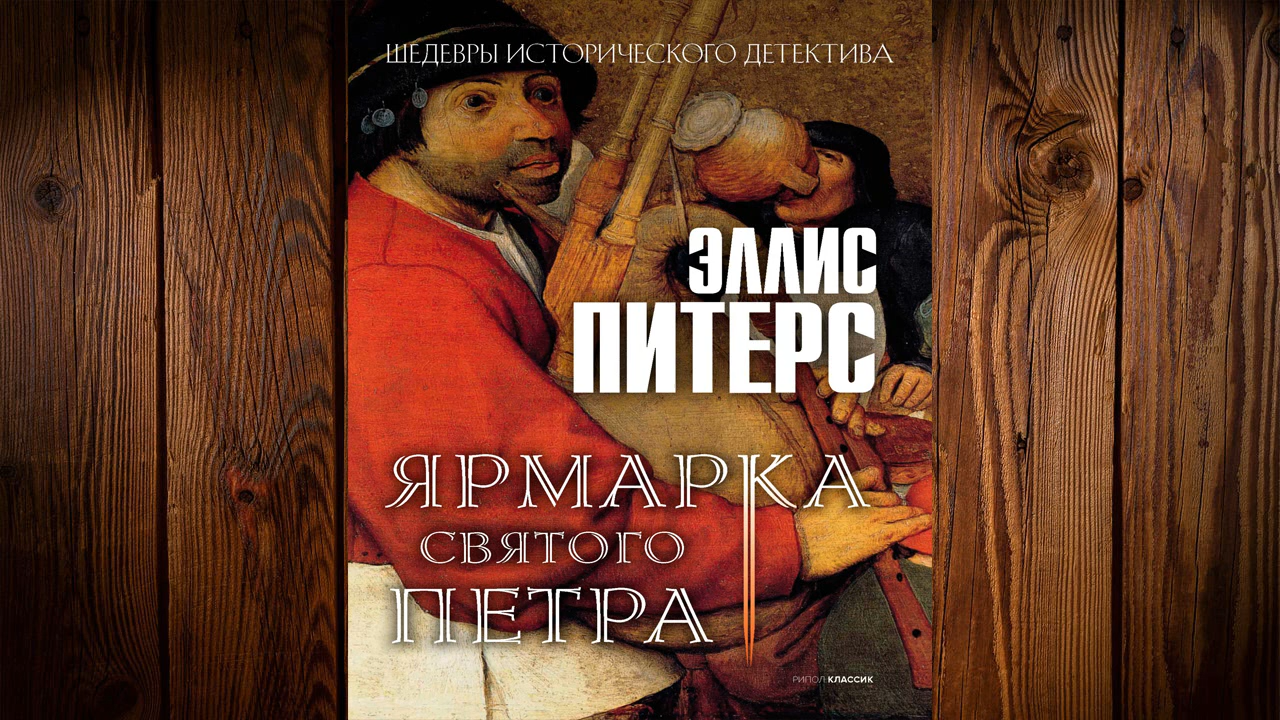 ШЕДЕВРЫ ИСТОРИЧЕСКОГО ДЕТЕКТИВА
ЭЛЛИС
ПИТЕРС
ЯРМАРКА
СВЯТОГО
ПЕТРА
РИПОЛ КЛАССИК